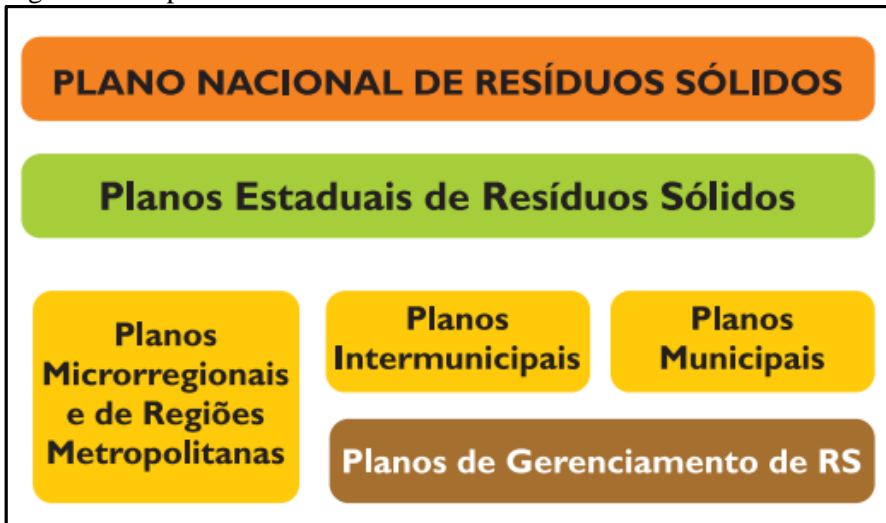 PLANO NACIONAL DE RESÍDUOS SÓLIDOS
Planos Estaduais de Resíduos Sólidos
Planos
Microrregionais
e de Regiões
Metropolitanas
Planos
Intermunicipais
Planos
Municipais
Planos de Gerenciamento de RS